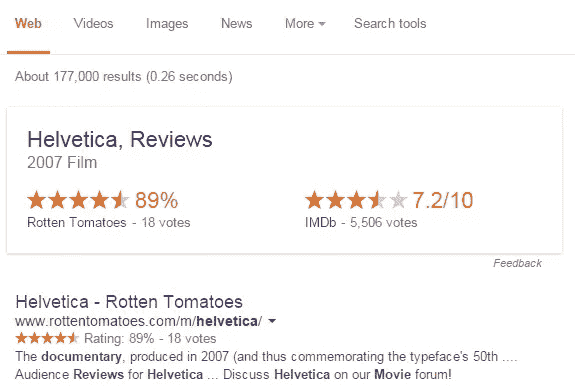 Web Videos Images News More Search tools
About 177,000 results (0.26 seconds)
Helvetica, Reviews
2007 Film
89% 7.2/10
Rotten Tomatoes - 18 votes IMDb - 5,506 votes
Feedback
Helvetica - Rotten Tomatoes
www.rottentomatoes.com/m/helvetica/
Rating: 89% - 18 votes
The documentary, produced in 2007 (and thus commemorating the typeface's 50th ....
Audience Reviews for Helvetica ... Discuss Helvetica on our Movie forum!